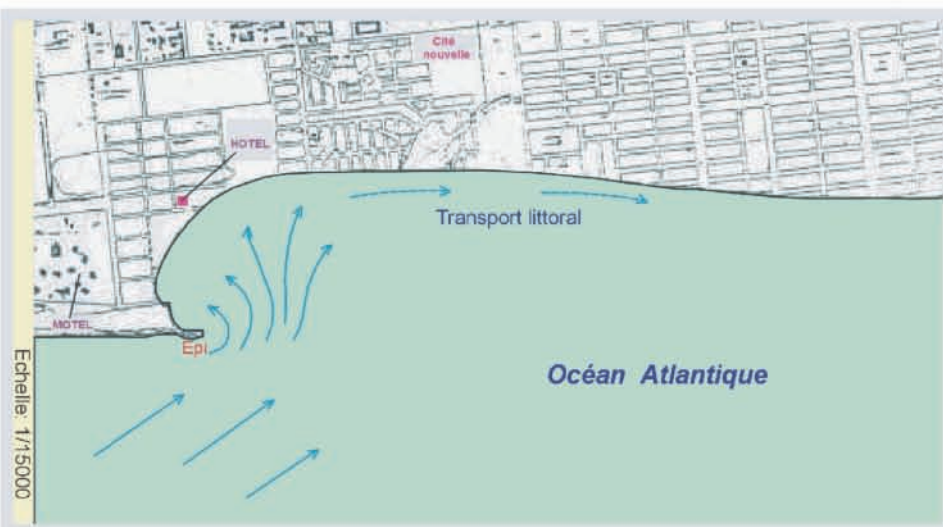 Cité
nouvelle
HOTEL
Transport littoral
MOTEL
Epi
Océan Atlantique
Echelle: 1/15000